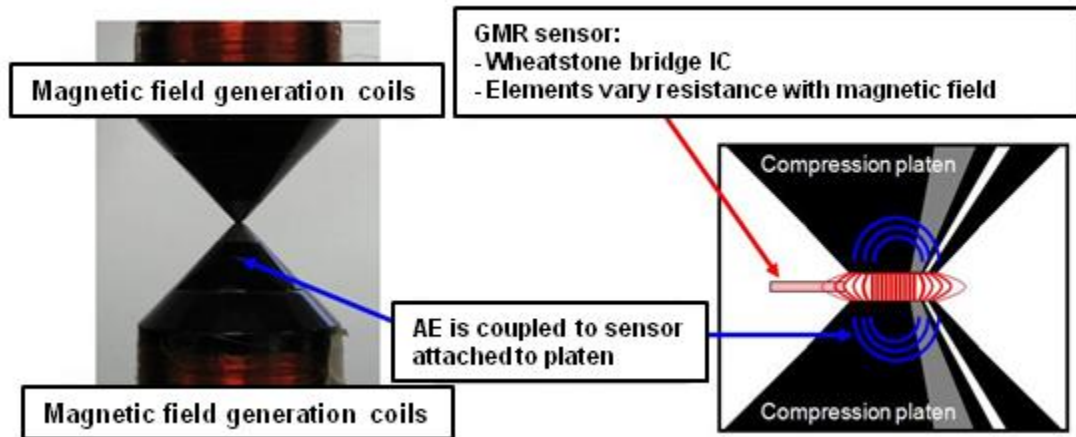 Magnetic field generation coils
GMR sensor:
- Wheatstone bridge IC
- Elements vary resistance with magnetic field
Compression platen
AE is coupled to sensor
attached to platen
Compression platen
Magnetic field generation coils